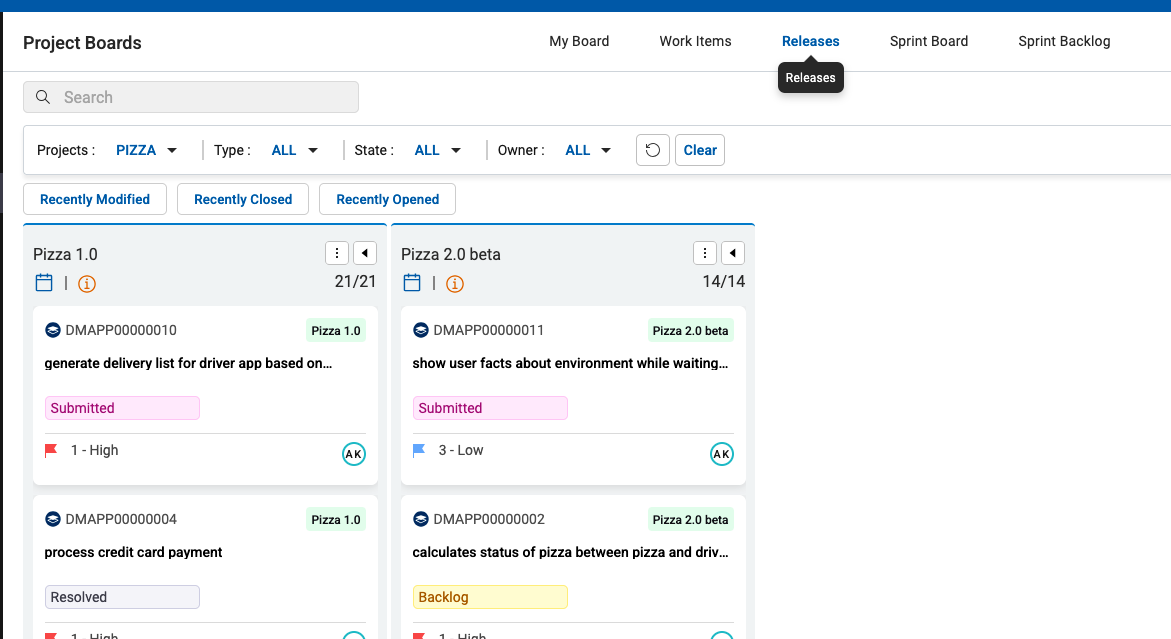 Project Boards
My Board
Work Items
Releases
Sprint Board
Sprint Backlog
Releases
Search
Projects : PIZZA
Type : ALL
State : ALL
Owner : ALL
Clear
Recently Modified
Recently Closed
Recently Opened
Pizza 1.0
21/21
DMAPP00000010
Pizza 1.0
generate delivery list for driver app based on...
Submitted
1 - High
AK
DMAPP00000004
Pizza 1.0
process credit card payment
Resolved
1 - High
Pizza 2.0 beta
14/14
DMAPP00000011
Pizza 2.0 beta
show user facts about environment while waiting...
Submitted
3 - Low
AK
DMAPP00000002
Pizza 2.0 beta
calculates status of pizza between pizza and driv...
Backlog
1 - High